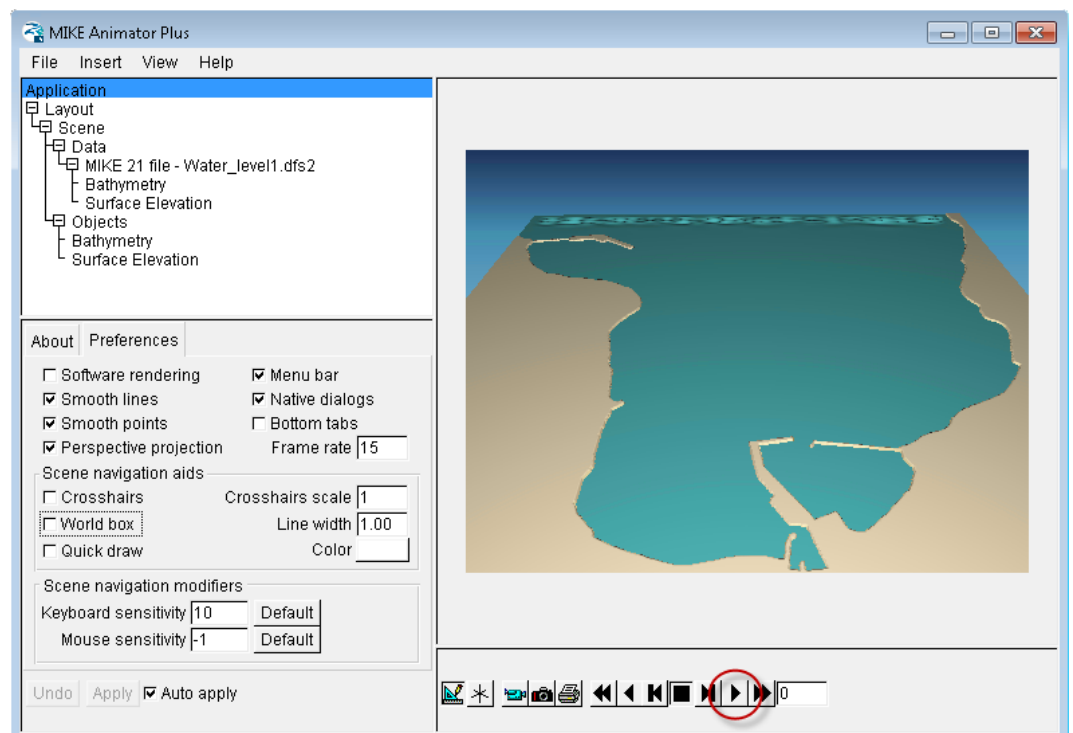 MIKE Animator Plus
File Insert View Help
Application
Layout
Scene
Data
MIKE 21 file - Water_level1.dfs2
Bathymetry
Surface Elevation
Objects
Bathymetry
Surface Elevation
About Preferences
Software rendering Menu bar
Smooth lines Native dialogs
Smooth points Bottom tabs
Perspective projection Frame rate 15
Scene navigation aids
Crosshairs Crosshairs scale 1
World box Line width 1.00
Quick draw Color
Scene navigation modifiers
Keyboard sensitivity 10 Default
Mouse sensitivity -1 Default
Undo Apply Auto apply 0